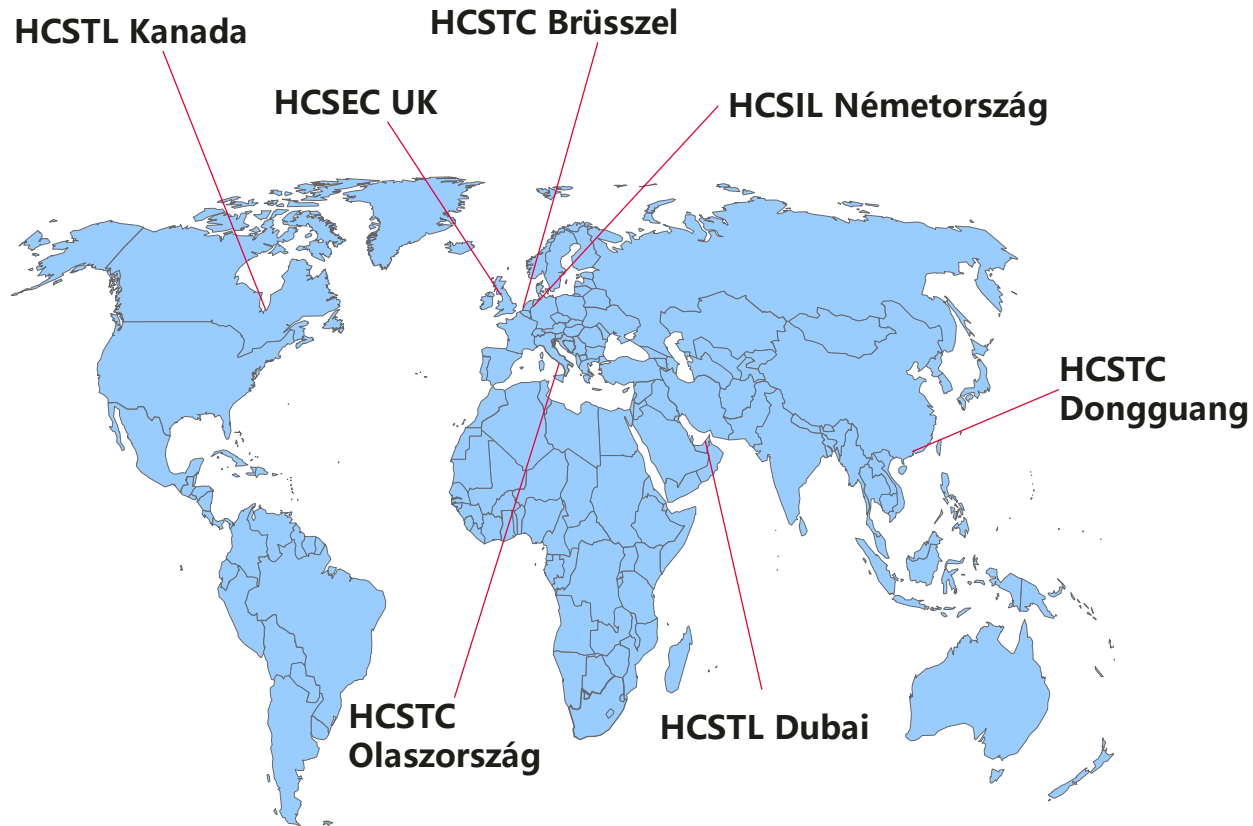 HCSTC Brüsszel
HCSTL Kanada
HCSEC UK
HCSIL Németország
HCSTC
Dongguang
HCSTC
Olaszország
HCSTL Dubai